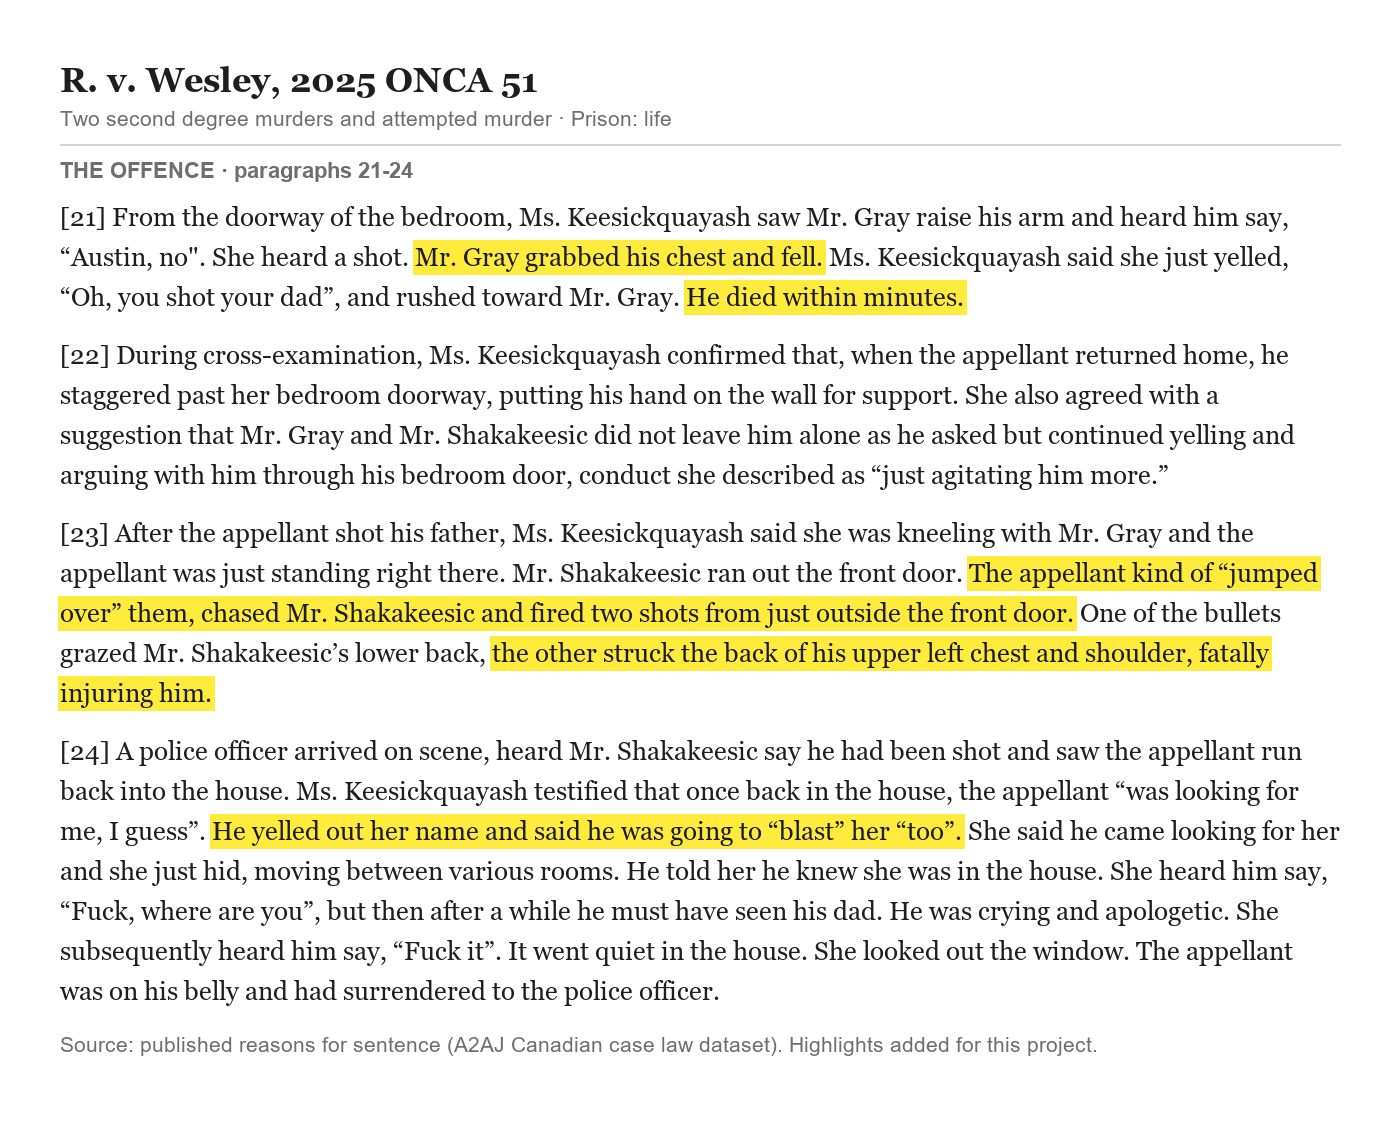 R. v. Wesley, 2025 ONCA 51
Two second degree murders and attempted murder · Prison: life
THE OFFENCE · paragraphs 21-24
[21] From the doorway of the bedroom, Ms. Keesickquayash saw Mr. Gray raise his arm and heard him say,
“Austin, no". She heard a shot. Mr. Gray grabbed his chest and fell. Ms. Keesickquayash said she just yelled,
“Oh, you shot your dad”, and rushed toward Mr. Gray. He died within minutes.
[22] During cross-examination, Ms. Keesickquayash confirmed that, when the appellant returned home, he
staggered past her bedroom doorway, putting his hand on the wall for support. She also agreed with a
suggestion that Mr. Gray and Mr. Shakakeesic did not leave him alone as he asked but continued yelling and
arguing with him through his bedroom door, conduct she described as “just agitating him more.”
[23] After the appellant shot his father, Ms. Keesickquayash said she was kneeling with Mr. Gray and the
appellant was just standing right there. Mr. Shakakeesic ran out the front door. The appellant kind of “jumped
over” them, chased Mr. Shakakeesic and fired two shots from just outside the front door. One of the bullets
grazed Mr. Shakakeesic’s lower back, the other struck the back of his upper left chest and shoulder, fatally
injuring him.
[24] A police officer arrived on scene, heard Mr. Shakakeesic say he had been shot and saw the appellant run
back into the house. Ms. Keesickquayash testified that once back in the house, the appellant “was looking for
me, I guess”. He yelled out her name and said he was going to “blast” her “too”. She said he came looking for her
and she just hid, moving between various rooms. He told her he knew she was in the house. She heard him say,
“Fuck, where are you”, but then after a while he must have seen his dad. He was crying and apologetic. She
subsequently heard him say, “Fuck it”. It went quiet in the house. She looked out the window. The appellant
was on his belly and had surrendered to the police officer.
Source: published reasons for sentence (A2AJ Canadian case law dataset). Highlights added for this project.